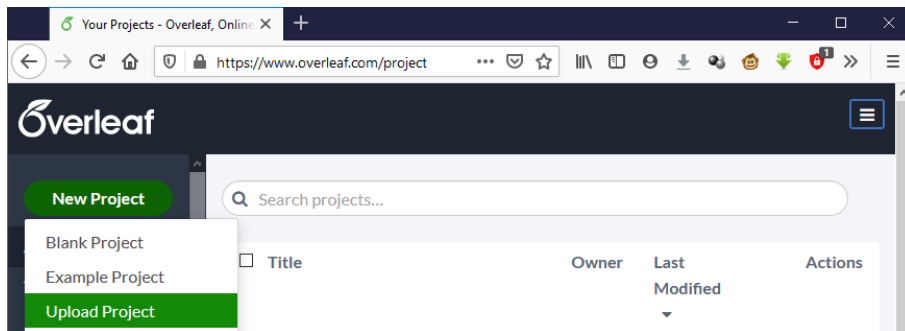 Your Projects - Overleaf, Online
https://www.overleaf.com/project
1
Overleaf
New Project
Search projects...
Blank Project
Title
Owner
Last
Modified
Actions
Example Project
Upload Project